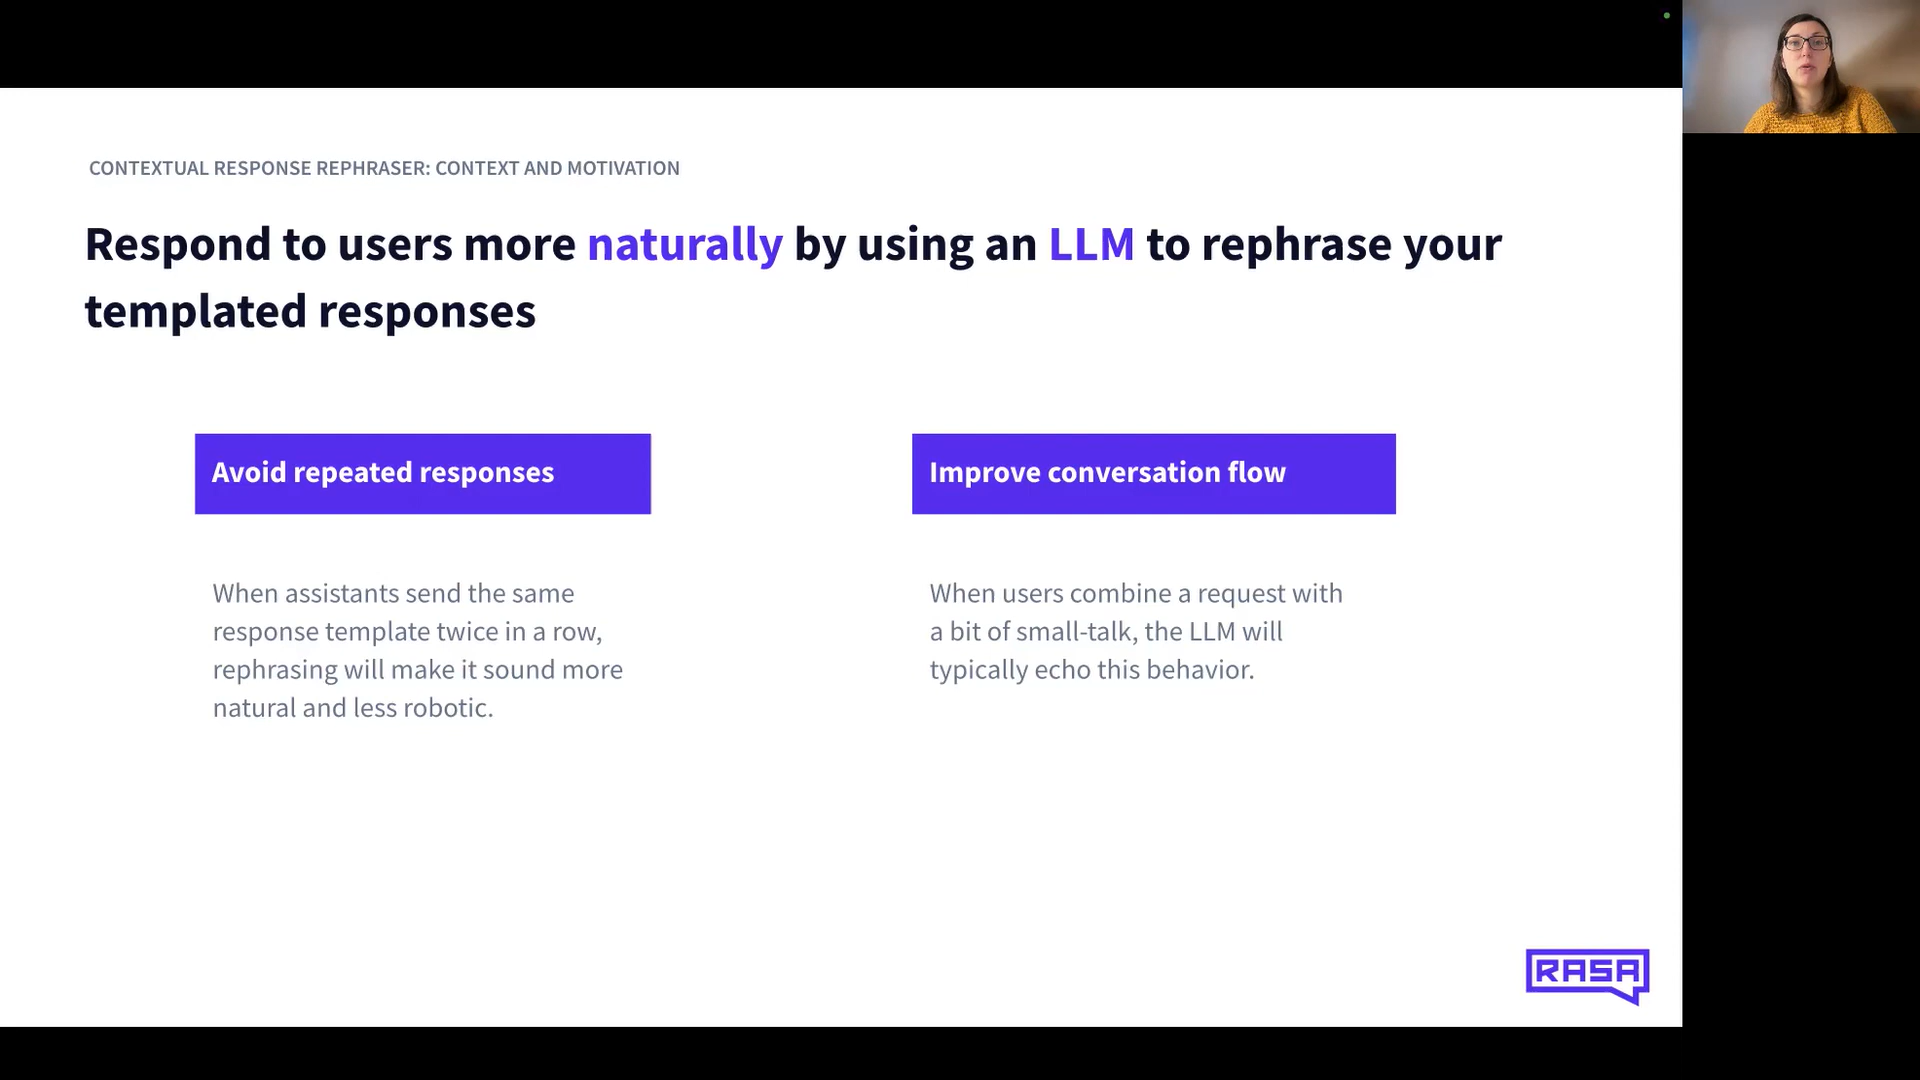 CONTEXTUAL RESPONSE REPHRASER: CONTEXT AND MOTIVATION
Respond to users more naturally by using an LLM to rephrase your
templated responses
Avoid repeated responses
When assistants send the same
response template twice in a row,
rephrasing will make it sound more
natural and less robotic.
Improve conversation flow
When users combine a request with
a bit of small-talk, the LLM will
typically echo this behavior.
RASA